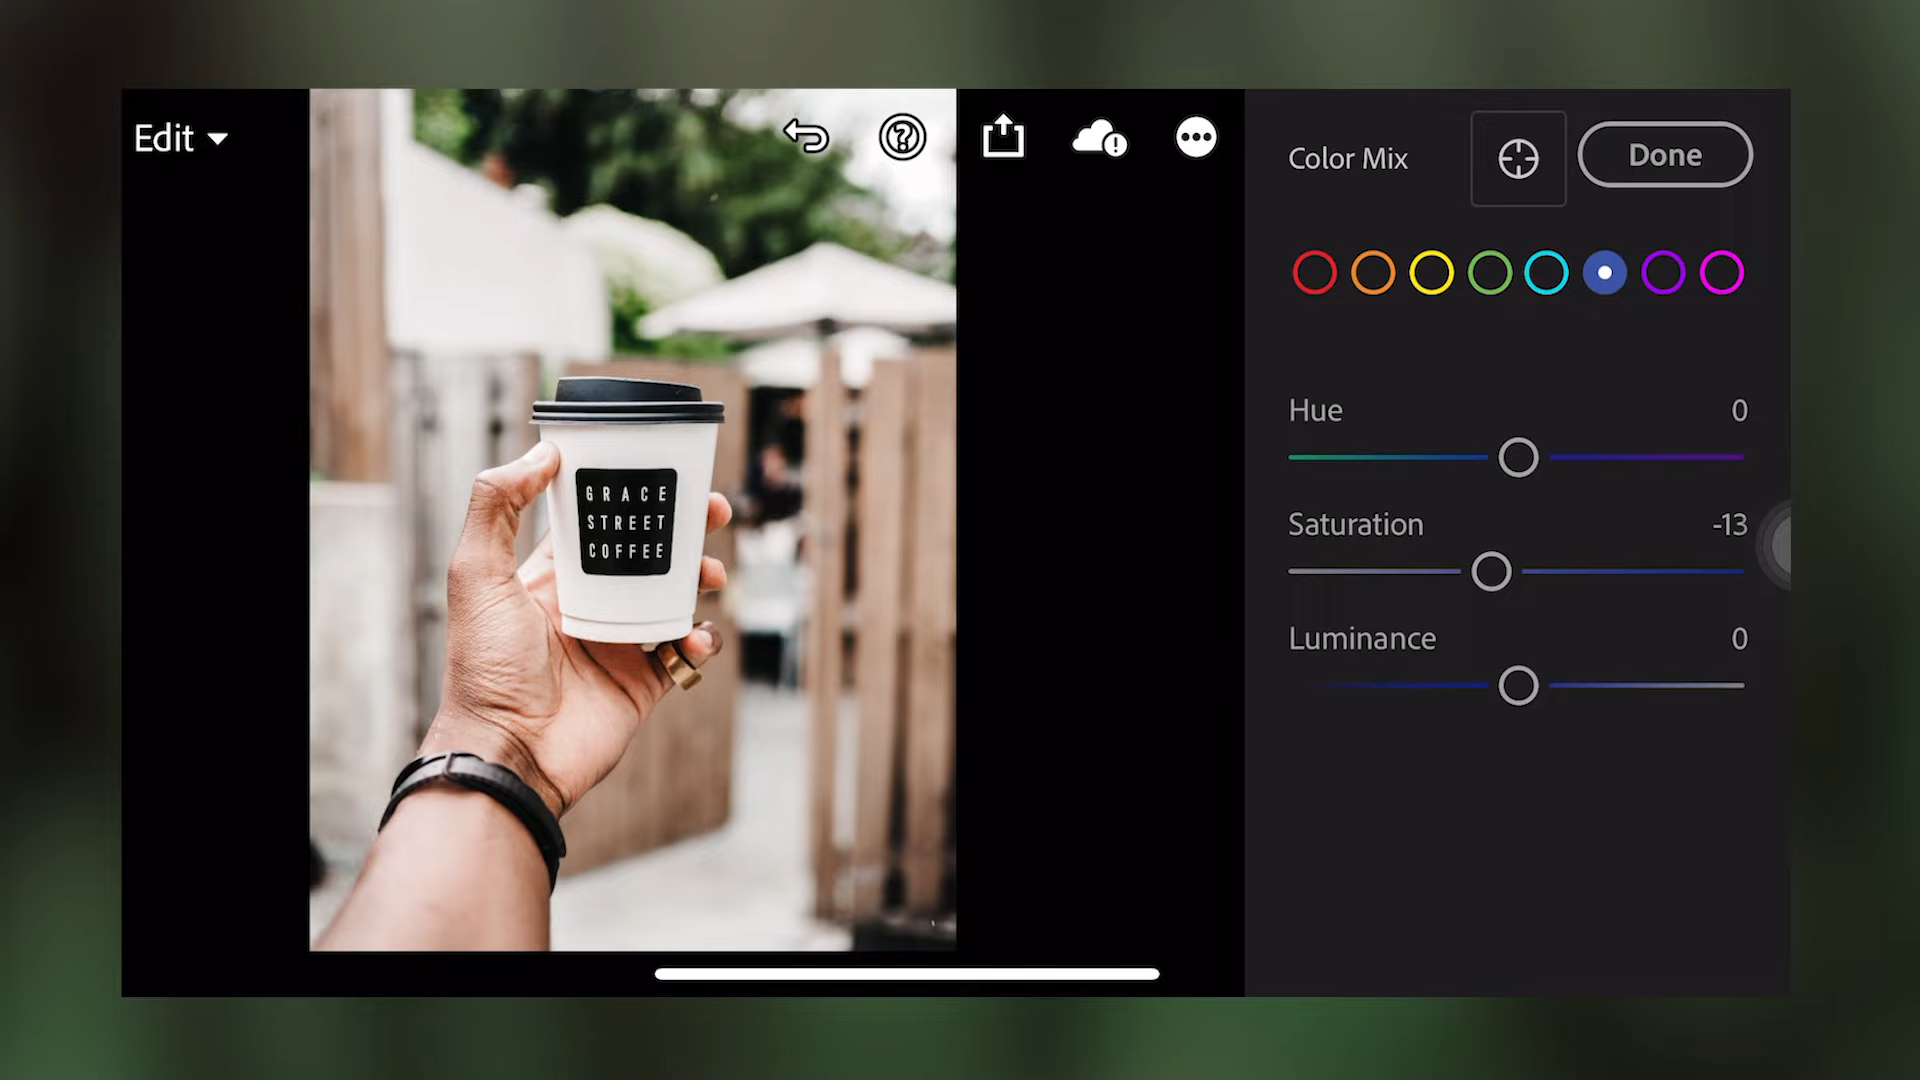 Edit
Color Mix
Done
Hue 0
Saturation -13
Luminance 0
GRACE
STREET
COFFEE